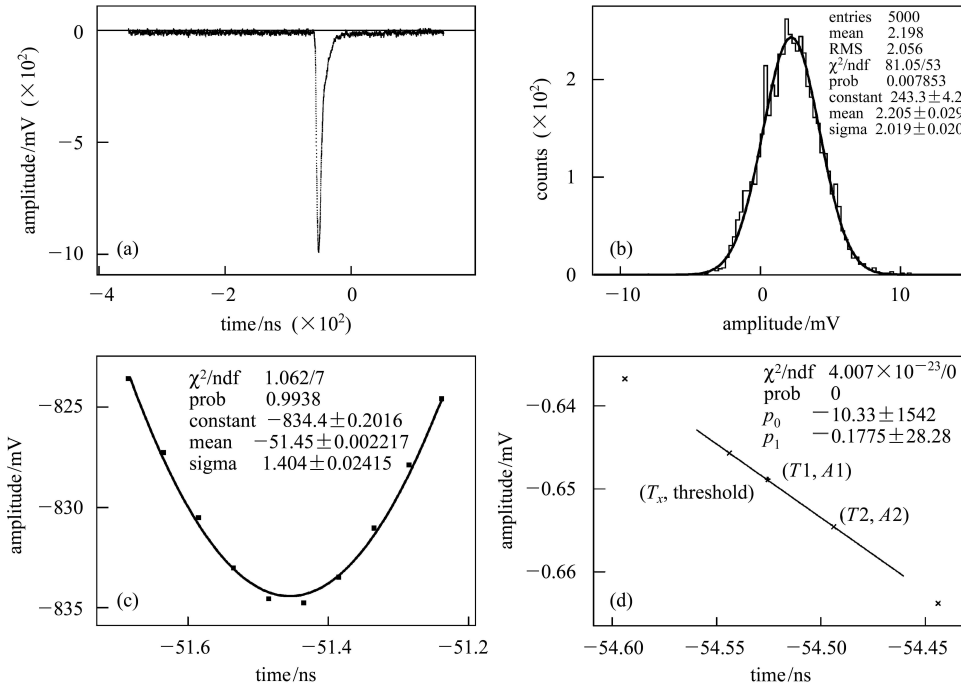 0
−5
−10
amplitude/mV (×10²)
(a)
−4
−2
0
time/ns (×10²)
entries 5000
mean 2.198
RMS 2.056
χ²/ndf 81.05/53
prob 0.007853
constant 243.3±4.2
mean 2.205±0.029
sigma 2.019±0.020
2
1
0
counts (×10²)
(b)
−10
0
10
amplitude/mV
χ²/ndf 1.062/7
prob 0.9938
constant −834.4±0.2016
mean −51.45±0.002217
sigma 1.404±0.02415
−825
−830
−835
amplitude/mV
(c)
−51.6
−51.4
−51.2
time/ns
χ²/ndf 4.007×10⁻²³/0
prob 0
p₀ −10.33±1542
p₁ −0.1775±28.28
−0.64
−0.65
−0.66
amplitude/mV
(T1, A1)
(Tₓ, threshold)
(T2, A2)
(d)
−54.60
−54.55
−54.50
−54.45
time/ns